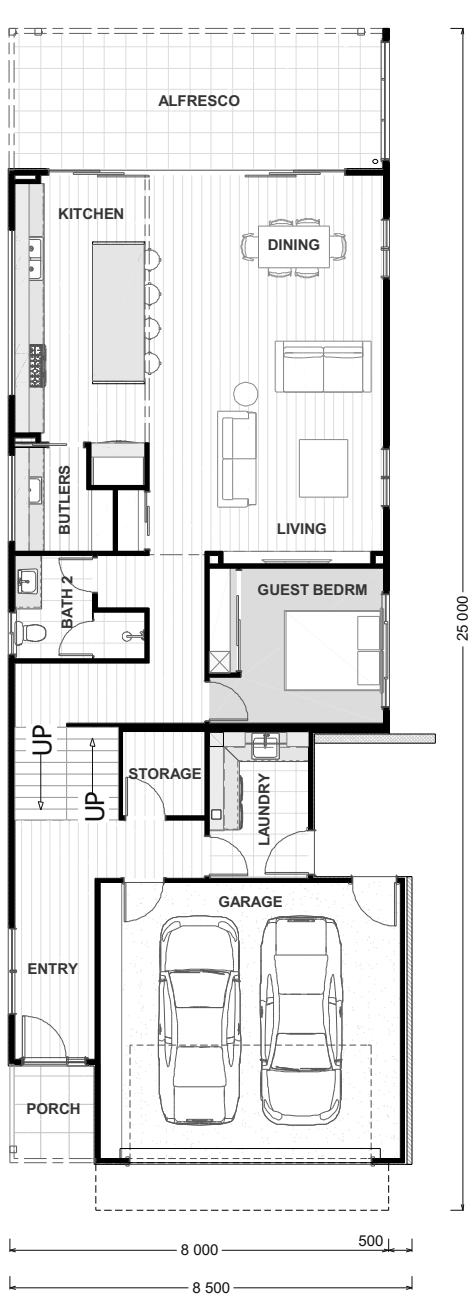 ALFRESCO
KITCHEN
DINING
BUTLERS
LIVING
BATH 2
GUEST BEDRM
25 000
UP
UP
STORAGE
LAUNDRY
GARAGE
ENTRY
PORCH
8 000
500
8 500